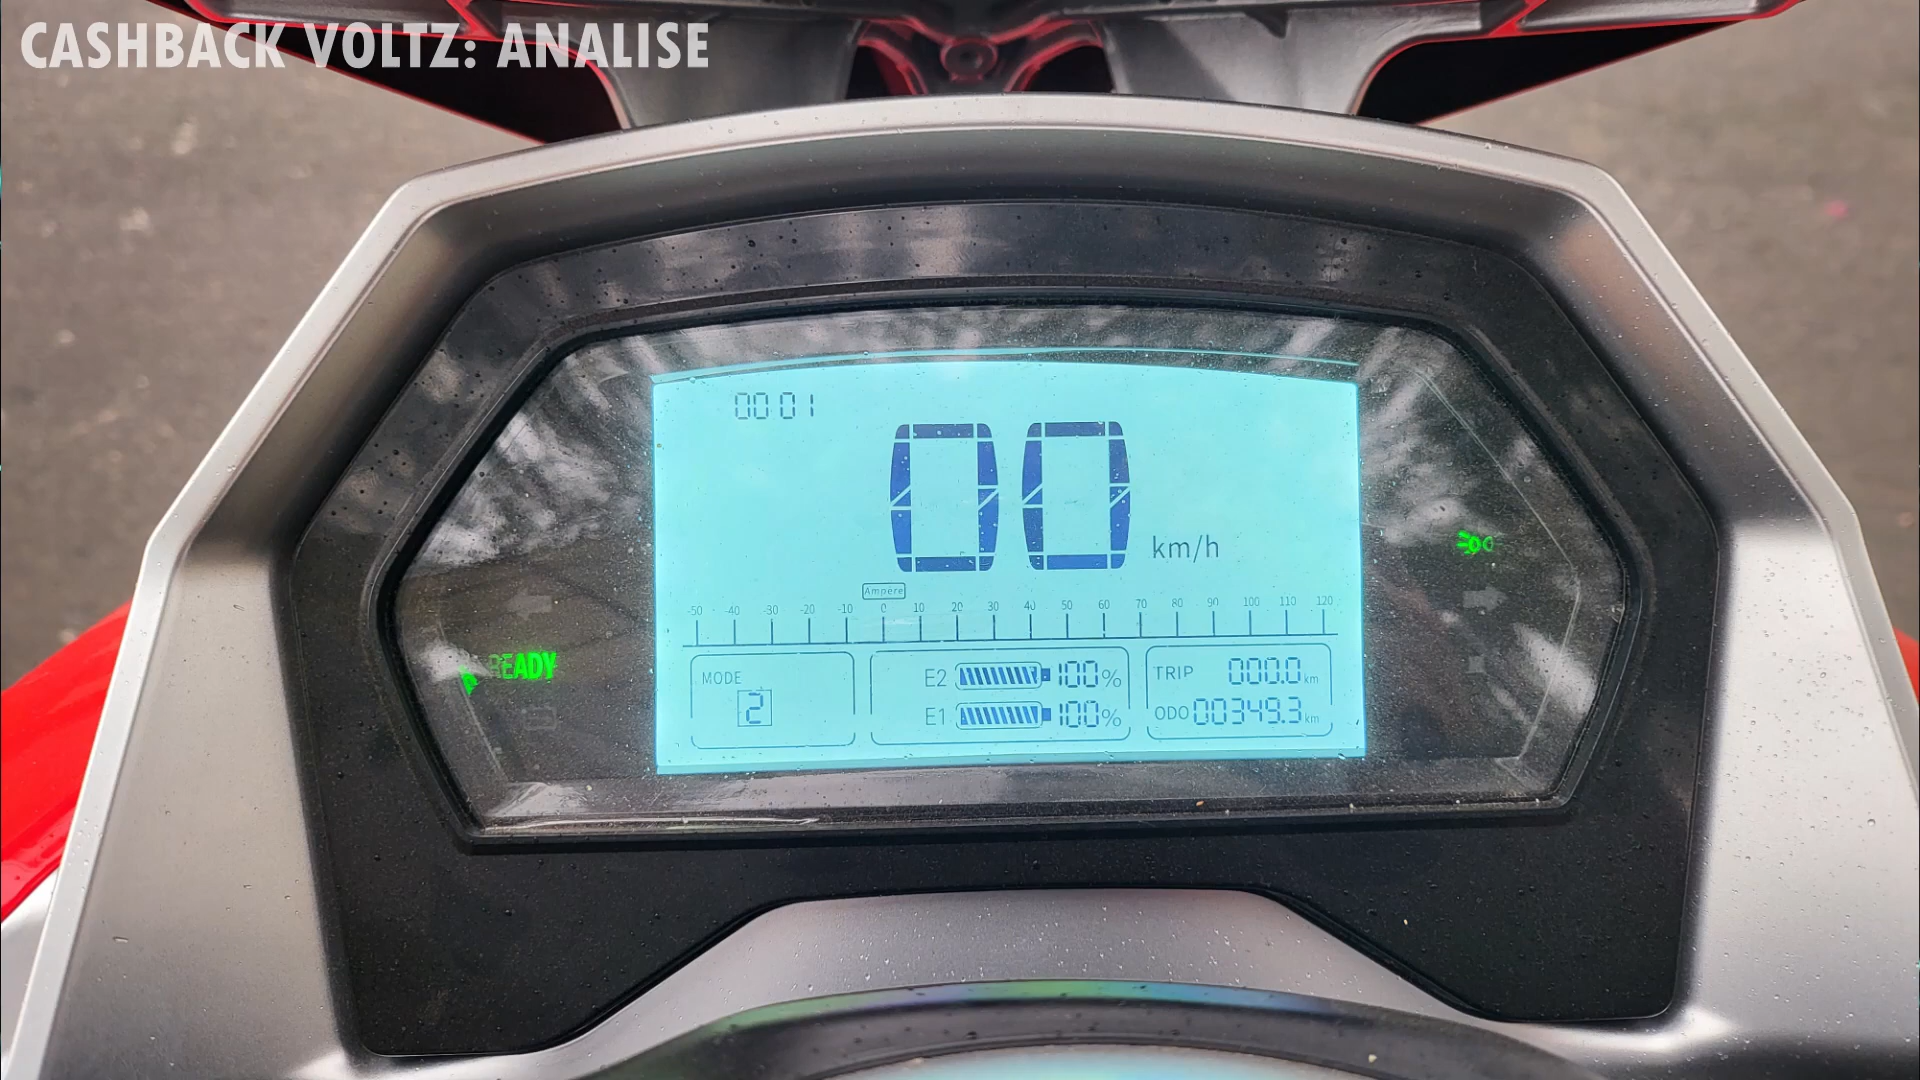 CASHBACK VOLTZ: ANALISE
00 01
00 km/h
Ampere
-50 -40 -30 -20 -10 0 10 20 30 40 50 60 70 80 90 100 110 120
READY
MODE
2
E2 100%
E1 100%
TRIP 000.0 km
ODO 00349.3 km